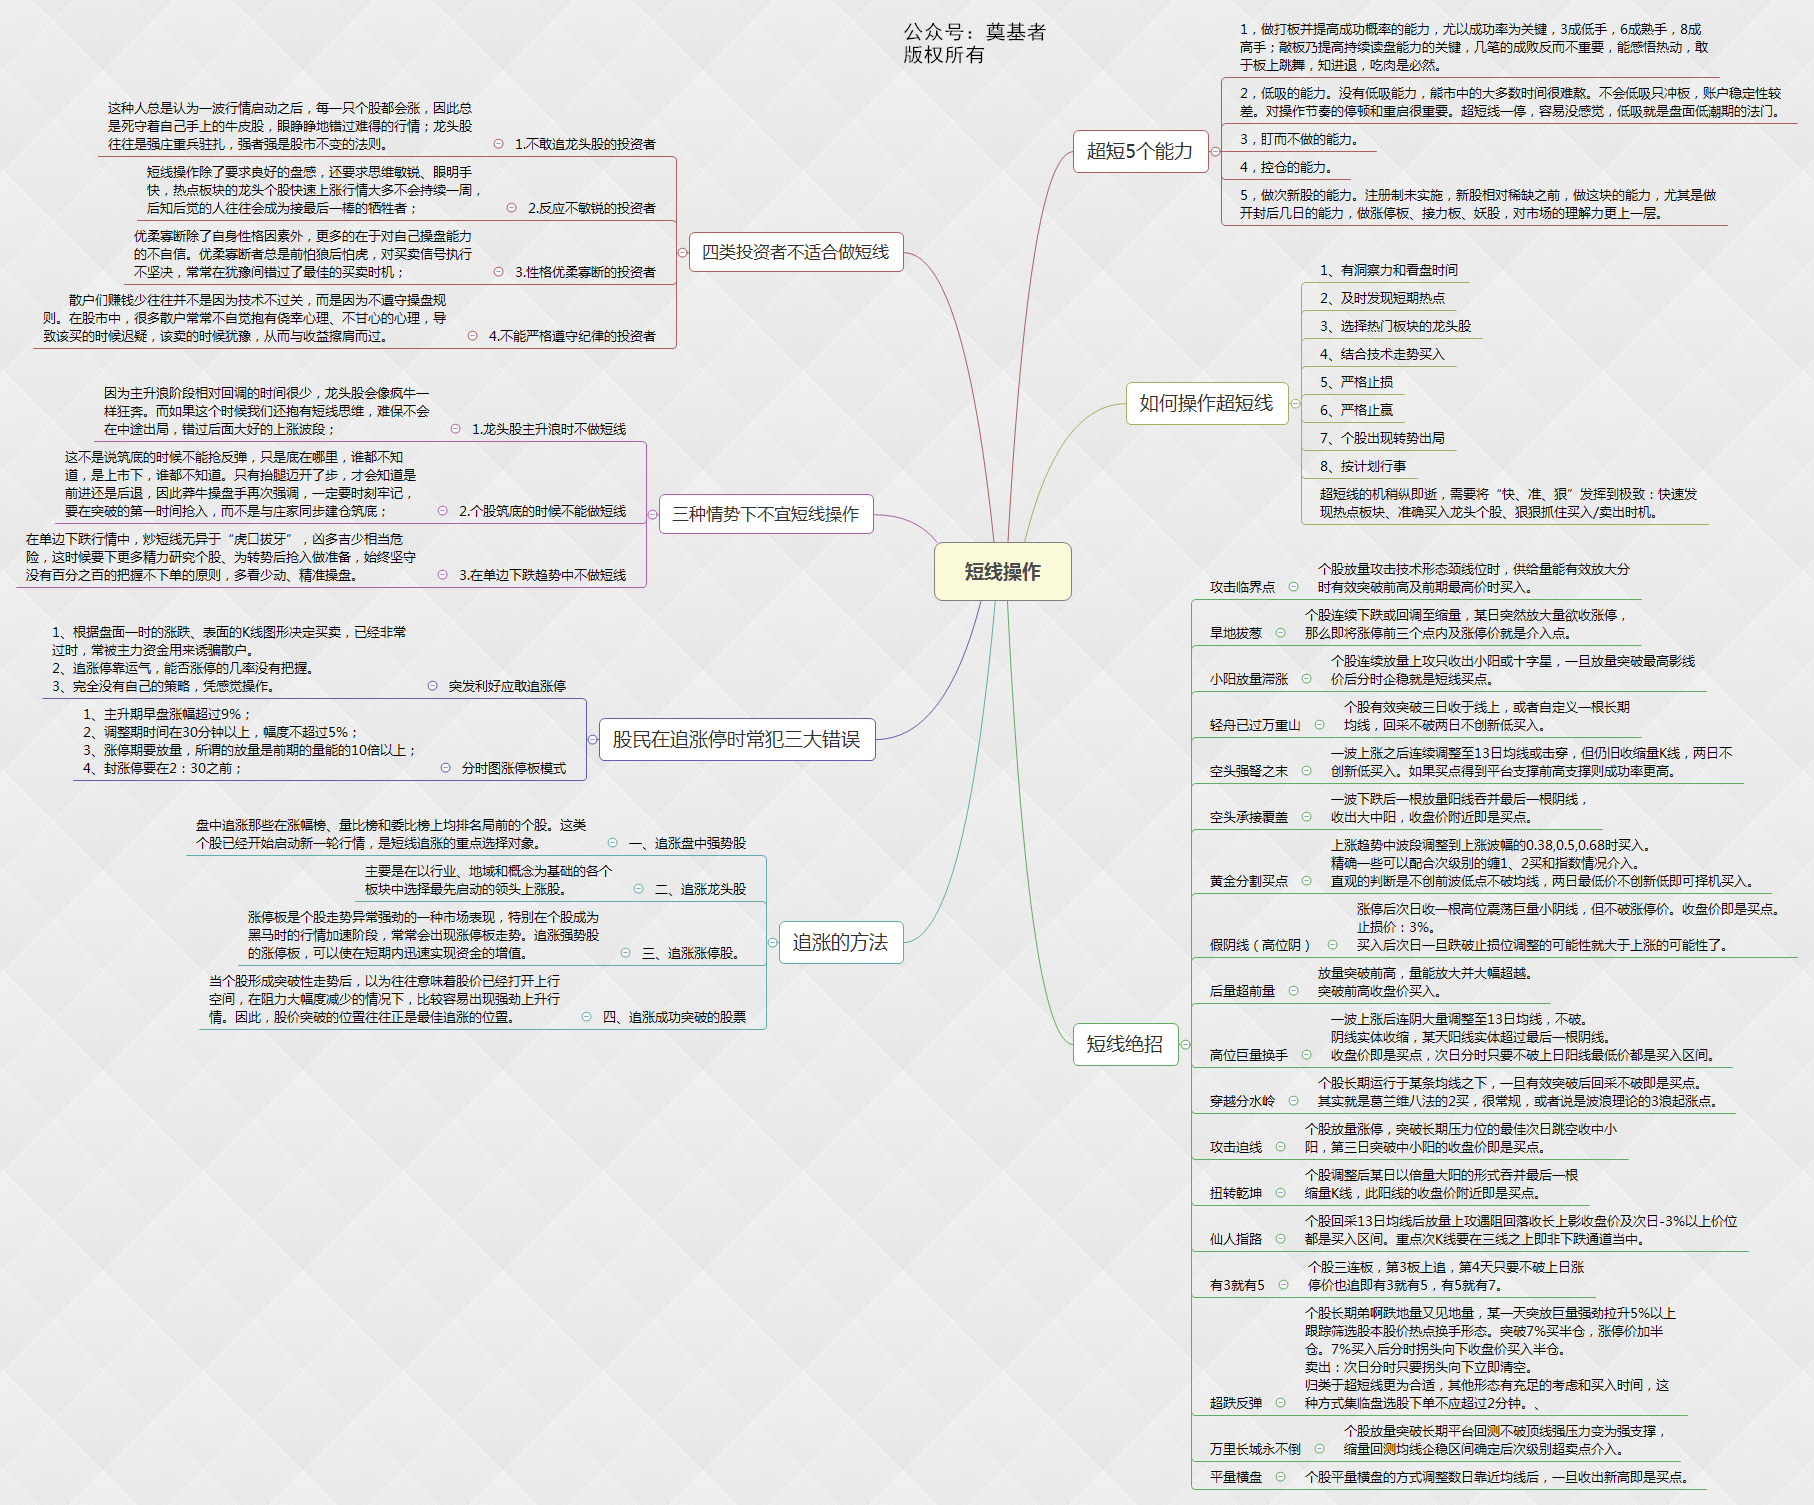 公众号：奠基者
版权所有
短线操作
四类投资者不适合做短线
1.不敢追龙头股的投资者
这种人总是认为一波行情启动之后，每一只个股都会涨，因此总
是死守着自己手上的牛皮股，眼睁睁地错过难得的行情；龙头股
往往是强庄重兵驻扎，强者强是股市不变的法则。
2.反应不敏锐的投资者
短线操作除了要求良好的盘感，还要求思维敏锐、眼明手
快，热点板块的龙头个股快速上涨行情大多不会持续一周，
后知后觉的人往往会成为接最后一棒的牺牲者；
3.性格优柔寡断的投资者
优柔寡断除了自身性格因素外，更多的在于对自己操盘能力
的不自信。优柔寡断者总是前怕狼后怕虎，对买卖信号执行
不坚决，常常在犹豫间错过了最佳的买卖时机；
4.不能严格遵守纪律的投资者
散户们赚钱少往往并不是因为技术不过关，而是因为不遵守操盘规
则。在股市中，很多散户常常不自觉抱有侥幸心理、不甘心的心理，导
致该买的时候迟疑，该卖的时候犹豫，从而与收益擦肩而过。
三种情势下不宜短线操作
1.龙头股主升浪时不做短线
因为主升浪阶段相对回调的时间很少，龙头股会像疯牛一
样狂奔。而如果这个时候我们还抱有短线思维，难保不会
在中途出局，错过后面大好的上涨波段；
2.个股筑底的时候不能做短线
这不是说筑底的时候不能抢反弹，只是底在哪里，谁都不知
道，是上市下，谁都不知道。只有抬腿迈开了步，才会知道是
前进还是后退，因此莽牛操盘手再次强调，一定要时刻牢记，
要在突破的第一时间抢入，而不是与庄家同步建仓筑底；
3.在单边下跌趋势中不做短线
在单边下跌行情中，炒短线无异于“虎口拔牙”，凶多吉少相当危
险，这时候要下更多精力研究个股、为转势后抢入做准备，始终坚守
没有百分之百的把握不下单的原则，多看少动、精准操盘。
股民在追涨停时常犯三大错误
突发利好应敢追涨停
1、根据盘面一时的涨跌、表面的K线图形决定买卖，已经非常
过时，常被主力资金用来诱骗散户。
2、追涨停靠运气，能否涨停的几率没有把握。
3、完全没有自己的策略，凭感觉操作。
分时图涨停板模式
1、主升期早盘涨幅超过9%；
2、调整期时间在30分钟以上，幅度不超过5%；
3、涨停期要放量，所谓的放量是前期的量能的10倍以上；
4、封涨停要在2：30之前；
追涨的方法
一、追涨盘中强势股
盘中追涨那些在涨幅榜、量比榜和委比榜上均排名局前的个股。这类
个股已经开始启动新一轮行情，是短线追涨的重点选择对象。
二、追涨龙头股
主要是在以行业、地域和概念为基础的各个
板块中选择最先启动的领头上涨股。
三、追涨涨停股。
涨停板是个股走势异常强劲的一种市场表现，特别在个股成为
黑马时的行情加速阶段，常常会出现涨停板走势。追涨强势股
的涨停板，可以使在短期内迅速实现资金的增值。
四、追涨成功突破的股票
当个股形成突破性走势后，以为往往意味着股价已经打开上行
空间，在阻力大幅度减少的情况下，比较容易出现强劲上升行
情。因此，股价突破的位置往往正是最佳追涨的位置。
超短5个能力
1，做打板并提高成功概率的能力，尤以成功率为关键，3成低手，6成熟手，8成
高手；敲板乃提高持续读盘能力的关键，几笔的成败反而不重要，能感悟热动，敢
于板上跳舞，知进退，吃肉是必然。
2，低吸的能力。没有低吸能力，熊市中的大多数时间很难熬。不会低吸只冲板，账户稳定性较
差。对操作节奏的停顿和重启很重要。超短线一停，容易没感觉，低吸就是盘面低潮期的法门。
3，盯而不做的能力。
4，控仓的能力。
5，做次新股的能力。注册制未实施，新股相对稀缺之前，做这块的能力，尤其是做
开封后几日的能力，做涨停板、接力板、妖股，对市场的理解力更上一层。
如何操作超短线
1、有洞察力和看盘时间
2、及时发现短期热点
3、选择热门板块的龙头股
4、结合技术走势买入
5、严格止损
6、严格止赢
7、个股出现转势出局
8、按计划行事
超短线的机稍纵即逝，需要将“快、准、狠”发挥到极致：快速发
现热点板块、准确买入龙头个股、狠狠抓住买入/卖出时机。
短线绝招
攻击临界点
个股放量攻击技术形态颈线位时，供给量能有效放大分
时有效突破前高及前期最高价时买入。
旱地拔葱
个股连续下跌或回调至缩量，某日突然放大量欲收涨停，
那么即将涨停前三个点内及涨停价就是介入点。
小阳放量滞涨
个股连续放量上攻只收出小阳或十字星，一旦放量突破最高影线
价后分时企稳就是短线买点。
轻舟已过万重山
个股有效突破三日收于线上，或者自定义一根长期
均线，回采不破两日不创新低买入。
空头强弩之末
一波上涨之后连续调整至13日均线或击穿，但仍旧收缩量K线，两日不
创新低买入。如果买点得到平台支撑前高支撑则成功率更高。
空头承接覆盖
一波下跌后一根放量阳线吞并最后一根阴线，
收出大中阳，收盘价附近即是买点。
黄金分割买点
上涨趋势中波段调整到上涨波幅的0.38,0.5,0.68时买入。
精确一些可以配合次级别的缠1、2买和指数情况介入。
直观的判断是不创前波低点不破均线，两日最低价不创新低即可择机买入。
假阴线（高位阴）
涨停后次日收一根高位震荡巨量小阴线，但不破涨停价。收盘价即是买点。
止损价：3%。
买入后次日一旦跌破止损位调整的可能性就大于上涨的可能性了。
后量超前量
放量突破前高，量能放大并大幅超越。
突破前高收盘价买入。
高位巨量换手
一波上涨后连阴大量调整至13日均线，不破。
阴线实体收缩，某天阳线实体超过最后一根阴线。
收盘价即是买点，次日分时只要不破上日阳线最低价都是买入区间。
穿越分水岭
个股长期运行于某条均线之下，一旦有效突破后回采不破即是买点。
其实就是葛兰维八法的2买，很常规，或者说是波浪理论的3浪起涨点。
攻击迫线
个股放量涨停，突破长期压力位的最佳次日跳空收中小
阳，第三日突破中小阳的收盘价即是买点。
扭转乾坤
个股调整后某日以倍量大阳的形式吞并最后一根
缩量K线，此阳线的收盘价附近即是买点。
仙人指路
个股回采13日均线后放量上攻遇阻回落收长上影收盘价及次日-3%以上价位
都是买入区间。重点次K线要在三线之上即非下跌通道当中。
有3就有5
个股三连板，第3板上追，第4天只要不破上日涨
停价也追即有3就有5，有5就有7。
超跌反弹
个股长期弟啊跌地量又见地量，某一天突放巨量强劲拉升5%以上
跟踪筛选股本股价热点换手形态。突破7%买半仓，涨停价加半
仓。7%买入后分时拐头向下收盘价买入半仓。
卖出：次日分时只要拐头向下立即清空。
归类于超短线更为合适，其他形态有充足的考虑和买入时间，这
种方式集临盘选股下单不应超过2分钟。、
万里长城永不倒
个股放量突破长期平台回测不破顶线强压力变为强支撑，
缩量回测均线企稳区间确定后次级别超卖点介入。
平量横盘
个股平量横盘的方式调整数日靠近均线后，一旦收出新高即是买点。